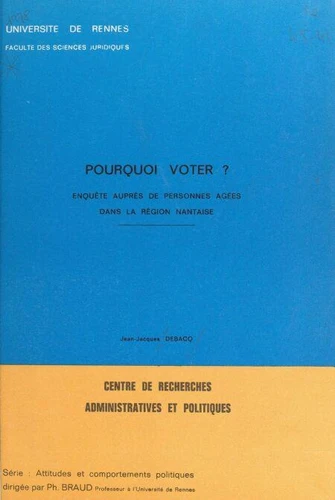 UNIVERSITE DE RENNES
FACULTE DES SCIENCES JURIDIQUES
POURQUOI VOTER ?
ENQUÊTE AUPRÈS DE PERSONNES AGÉES
DANS LA RÉGION NANTAISE
Jean-Jacques DEBACQ
CENTRE DE RECHERCHES
ADMINISTRATIVES ET POLITIQUES
Série : Attitudes et comportements politiques
dirigée par Ph. BRAUD Professeur à l'Université de Rennes